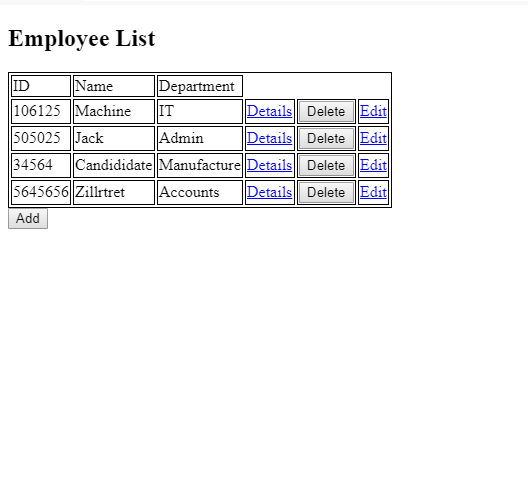 Employee List
ID Name Department
106125 Machine IT Details Delete Edit
505025 Jack Admin Details Delete Edit
34564 Candididate Manufacture Details Delete Edit
5645656 Zillrtret Accounts Details Delete Edit
Add